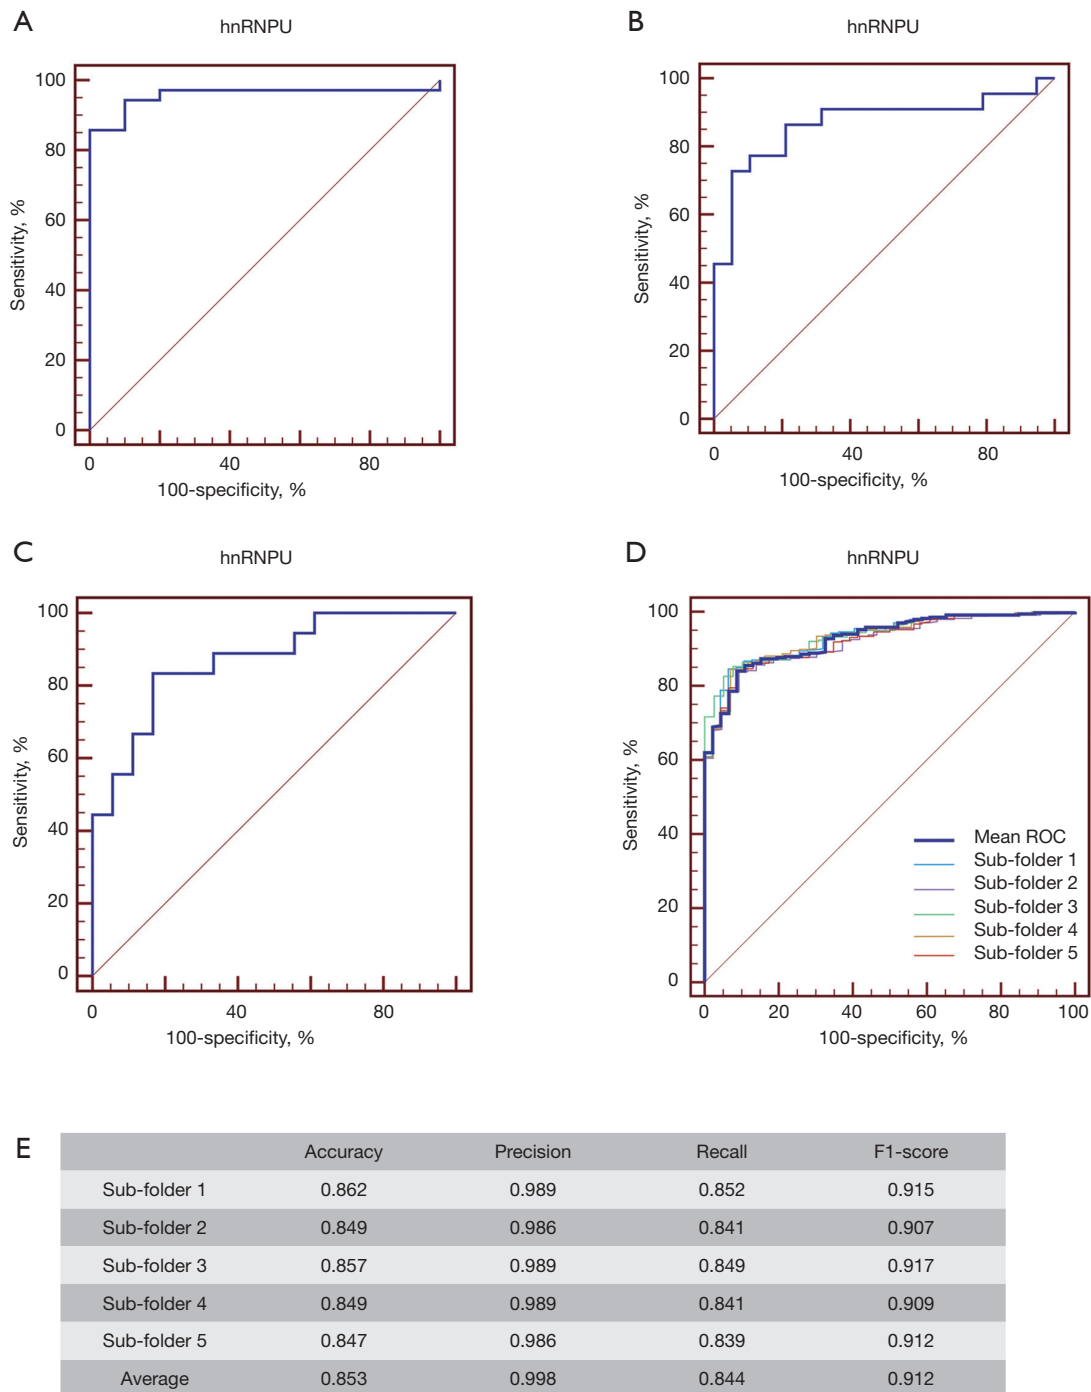 A
hnRNPU
100
80
60
40
20
0
Sensitivity, %
0 40 80
100-specificity, %
B
hnRNPU
100
80
60
40
20
0
Sensitivity, %
0 40 80
100-specificity, %
C
hnRNPU
100
80
60
40
20
0
Sensitivity, %
0 40 80
100-specificity, %
D
hnRNPU
100
80
60
40
20
0
Sensitivity, %
Mean ROC
Sub-folder 1
Sub-folder 2
Sub-folder 3
Sub-folder 4
Sub-folder 5
0 20 40 60 80 100
100-specificity, %
E
Accuracy Precision Recall F1-score
Sub-folder 1 0.862 0.989 0.852 0.915
Sub-folder 2 0.849 0.986 0.841 0.907
Sub-folder 3 0.857 0.989 0.849 0.917
Sub-folder 4 0.849 0.989 0.841 0.909
Sub-folder 5 0.847 0.986 0.839 0.912
Average 0.853 0.998 0.844 0.912